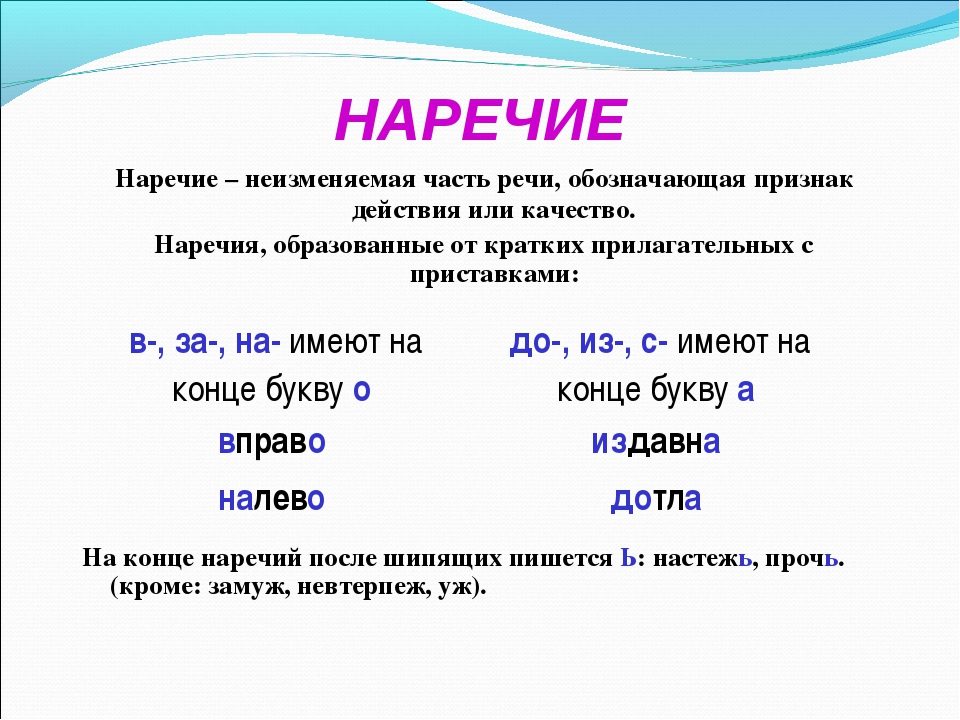 НАРЕЧИЕ
Наречие – неизменяемая часть речи, обозначающая признак
действия или качество.
Наречия, образованные от кратких прилагательных с
приставками:
в-, за-, на- имеют на
конце букву о
вправо
налево
до-, из-, с- имеют на
конце букву а
издавна
дотла
На конце наречий после шипящих пишется Ь: настежь, прочь.
(кроме: замуж, невтерпеж, уж).